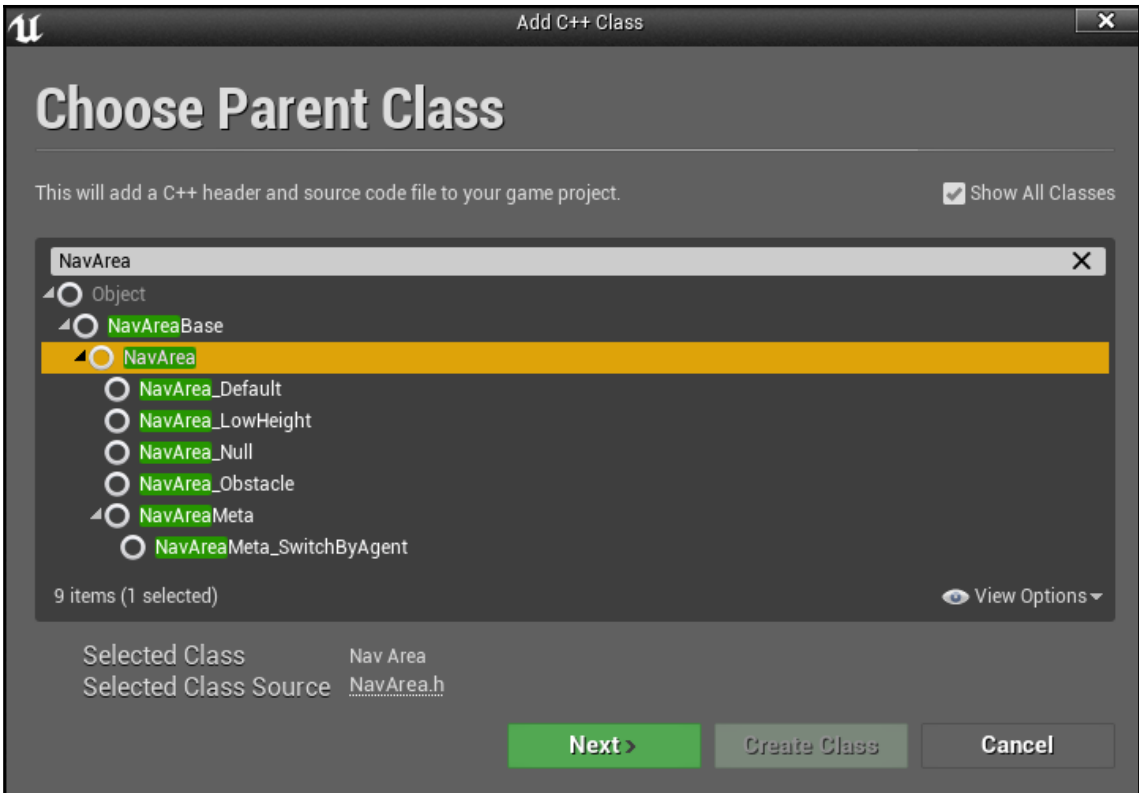 Add C++ Class
Choose Parent Class
This will add a C++ header and source code file to your game project.
Show All Classes
NavArea
Object
NavAreaBase
NavArea
NavArea_Default
NavArea_LowHeight
NavArea_Null
NavArea_Obstacle
NavAreaMeta
NavAreaMeta_SwitchByAgent
9 items (1 selected)
View Options
Selected Class Nav Area
Selected Class Source NavArea.h
Next Create Class Cancel